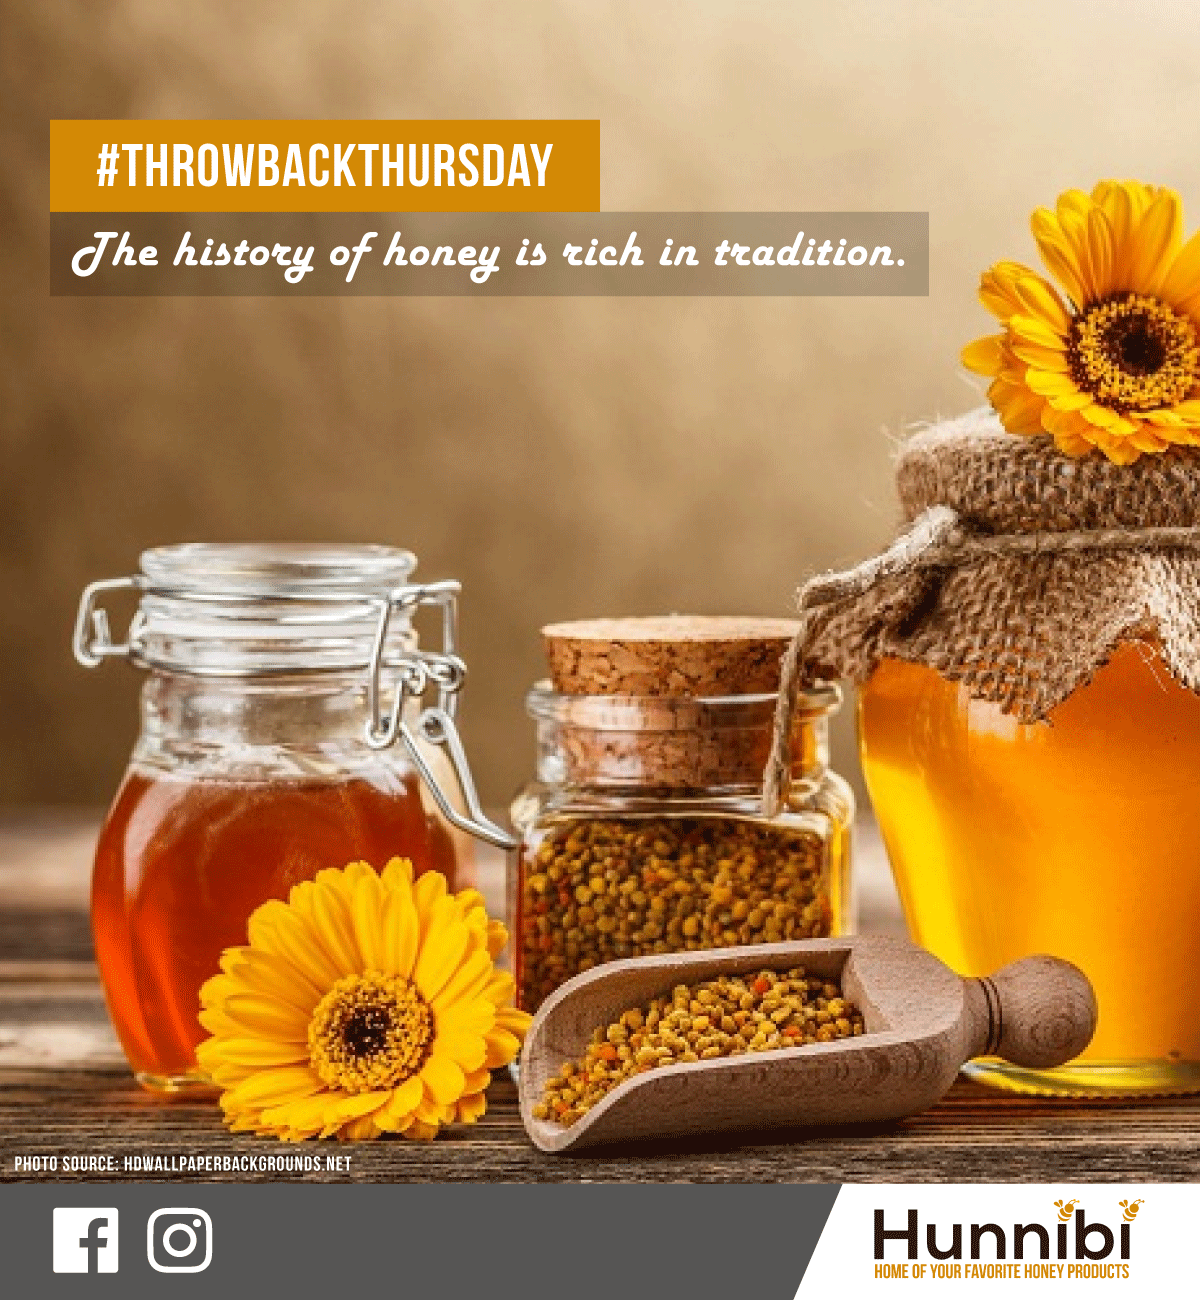 #THROWBACKTHURSDAY
The history of honey is rich in tradition.
PHOTO SOURCE: HDWALLPAPERBACKGROUNDS.NET
Hunnibi
HOME OF YOUR FAVORITE HONEY PRODUCTS